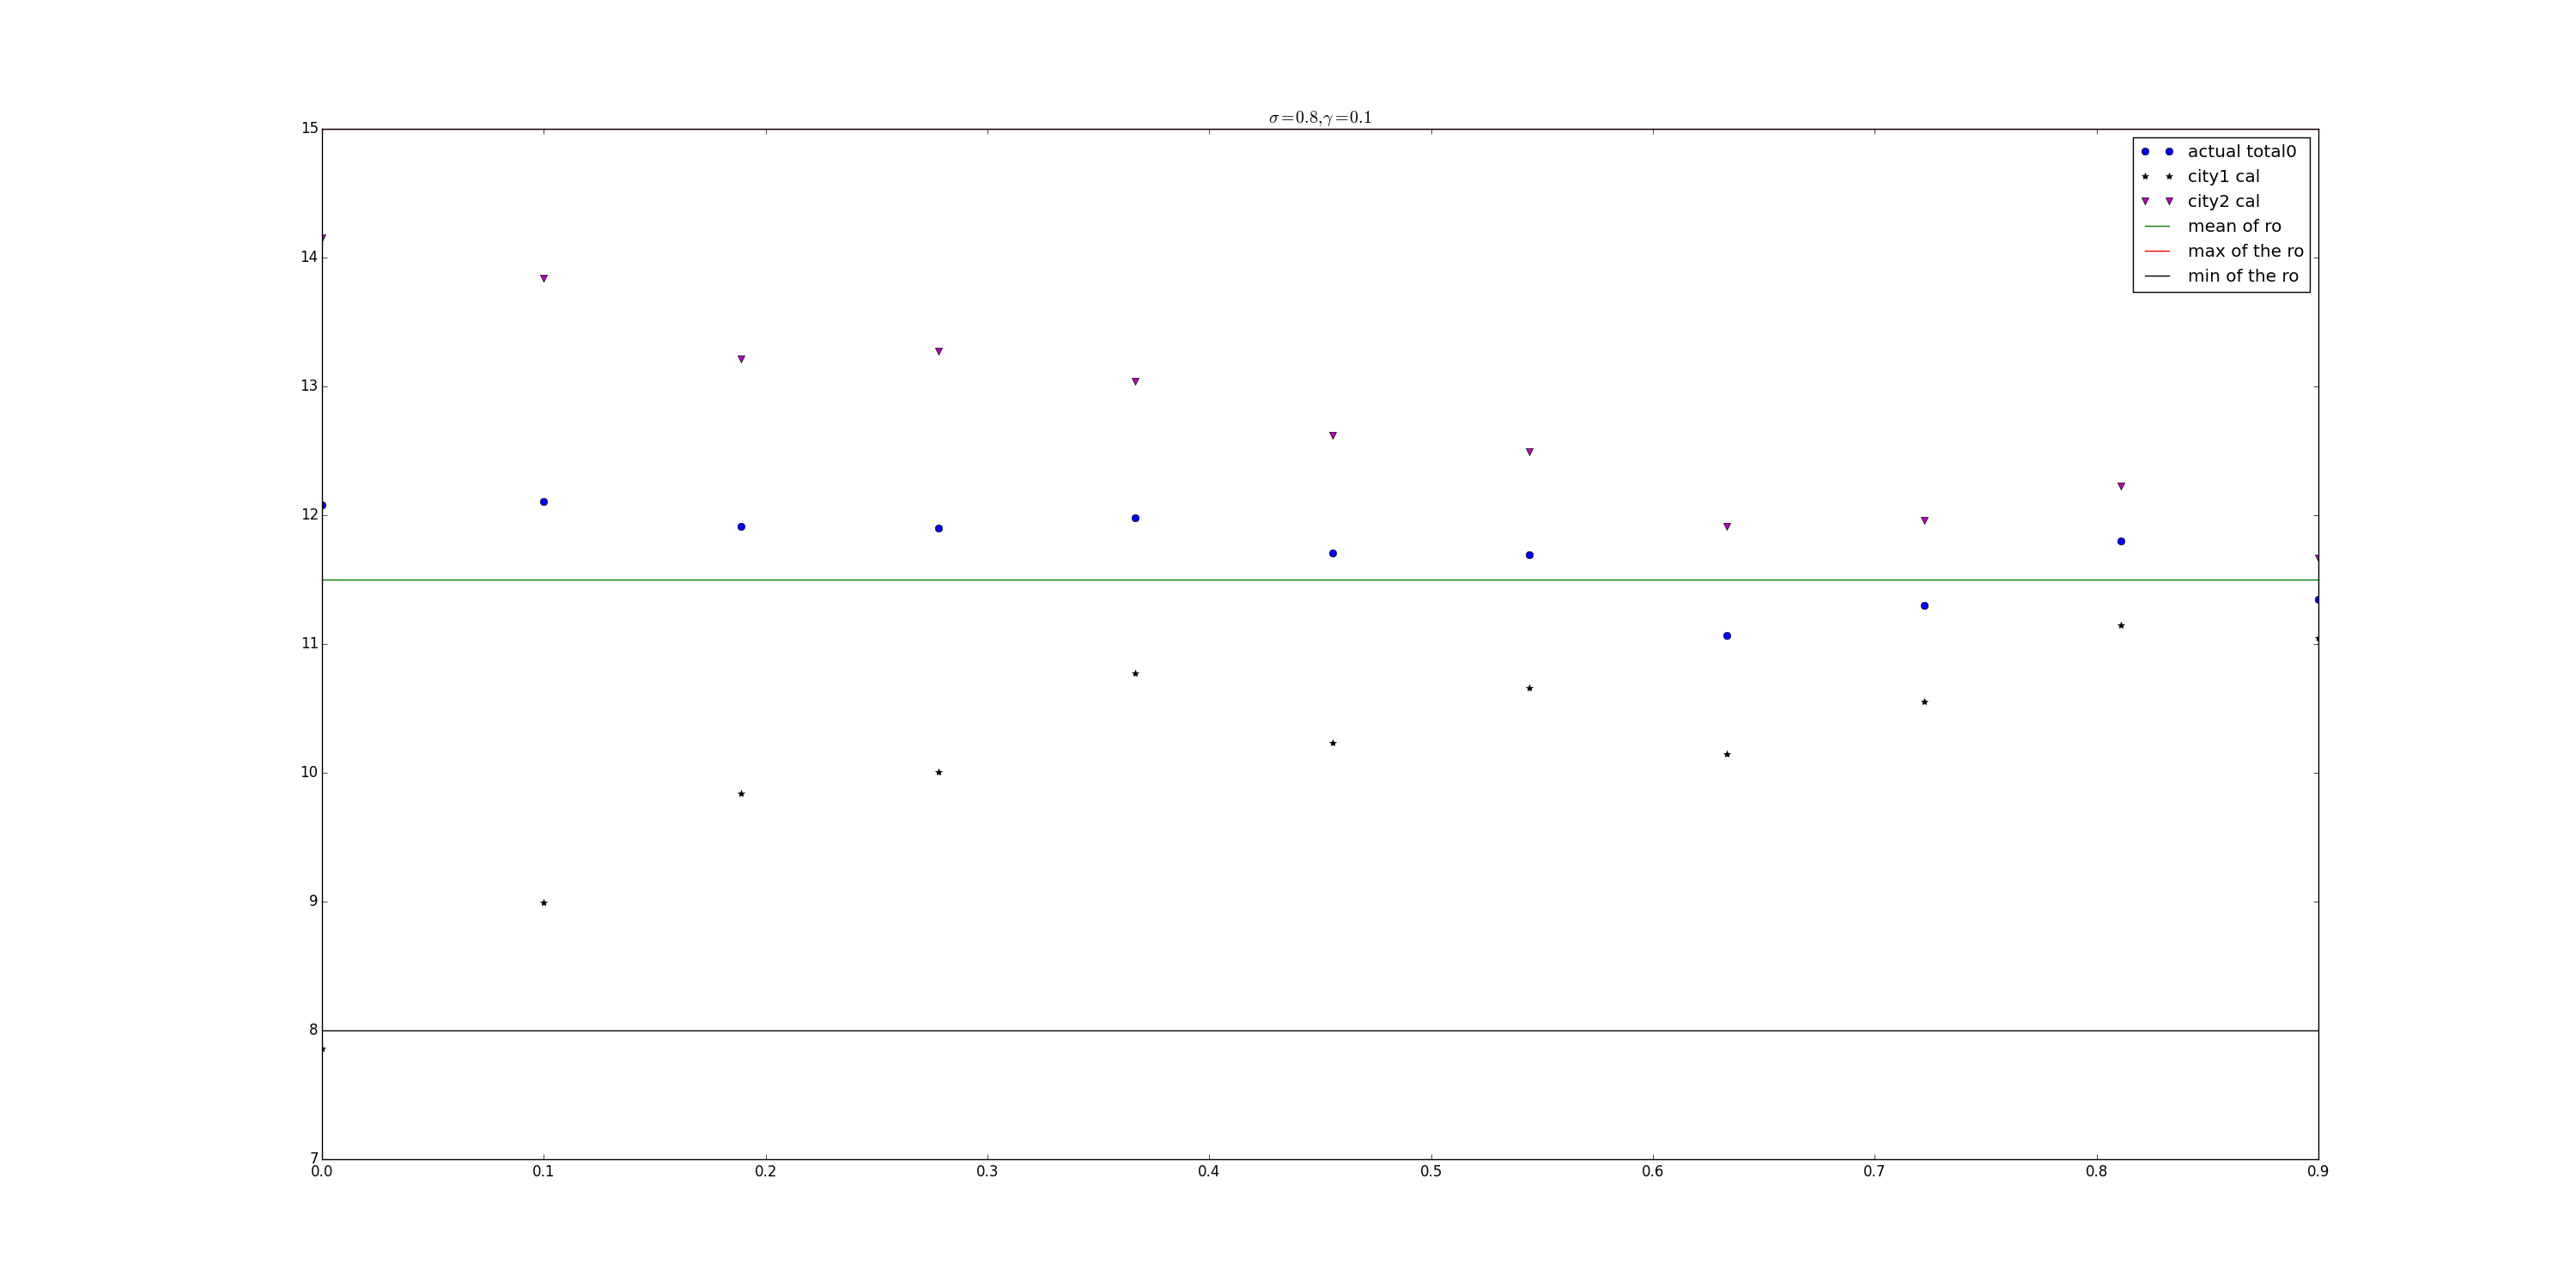 σ=0.8,γ=0.1
15
14
13
12
11
10
9
8
7
0.0 0.1 0.2 0.3 0.4 0.5 0.6 0.7 0.8 0.9
actual total0
city1 cal
city2 cal
mean of ro
max of the ro
min of the ro